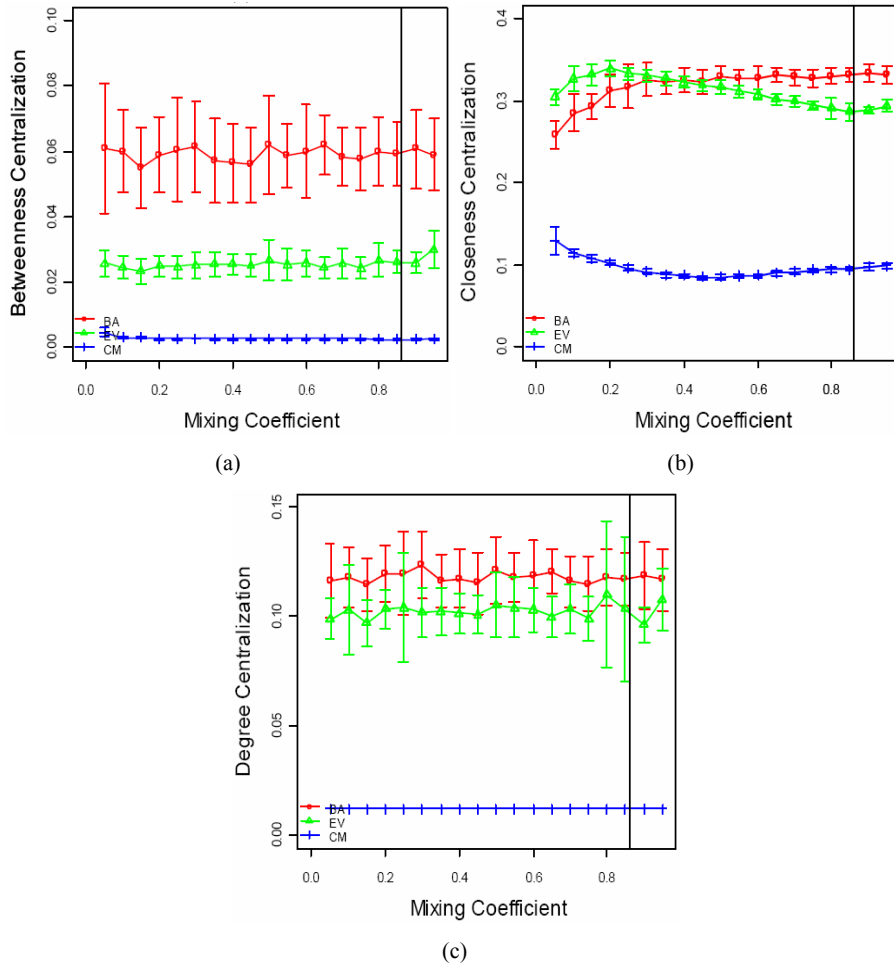 0.10
0.08
0.06
0.04
0.02
0.00
Betweenness Centralization
BA
EV
CM
0.0 0.2 0.4 0.6 0.8
Mixing Coefficient
(a)
0.4
0.3
0.2
0.1
0.0
Closeness Centralization
BA
EV
CM
0.0 0.2 0.4 0.6 0.8
Mixing Coefficient
(b)
0.15
0.10
0.05
0.00
Degree Centralization
BA
EV
CM
0.0 0.2 0.4 0.6 0.8
Mixing Coefficient
(c)